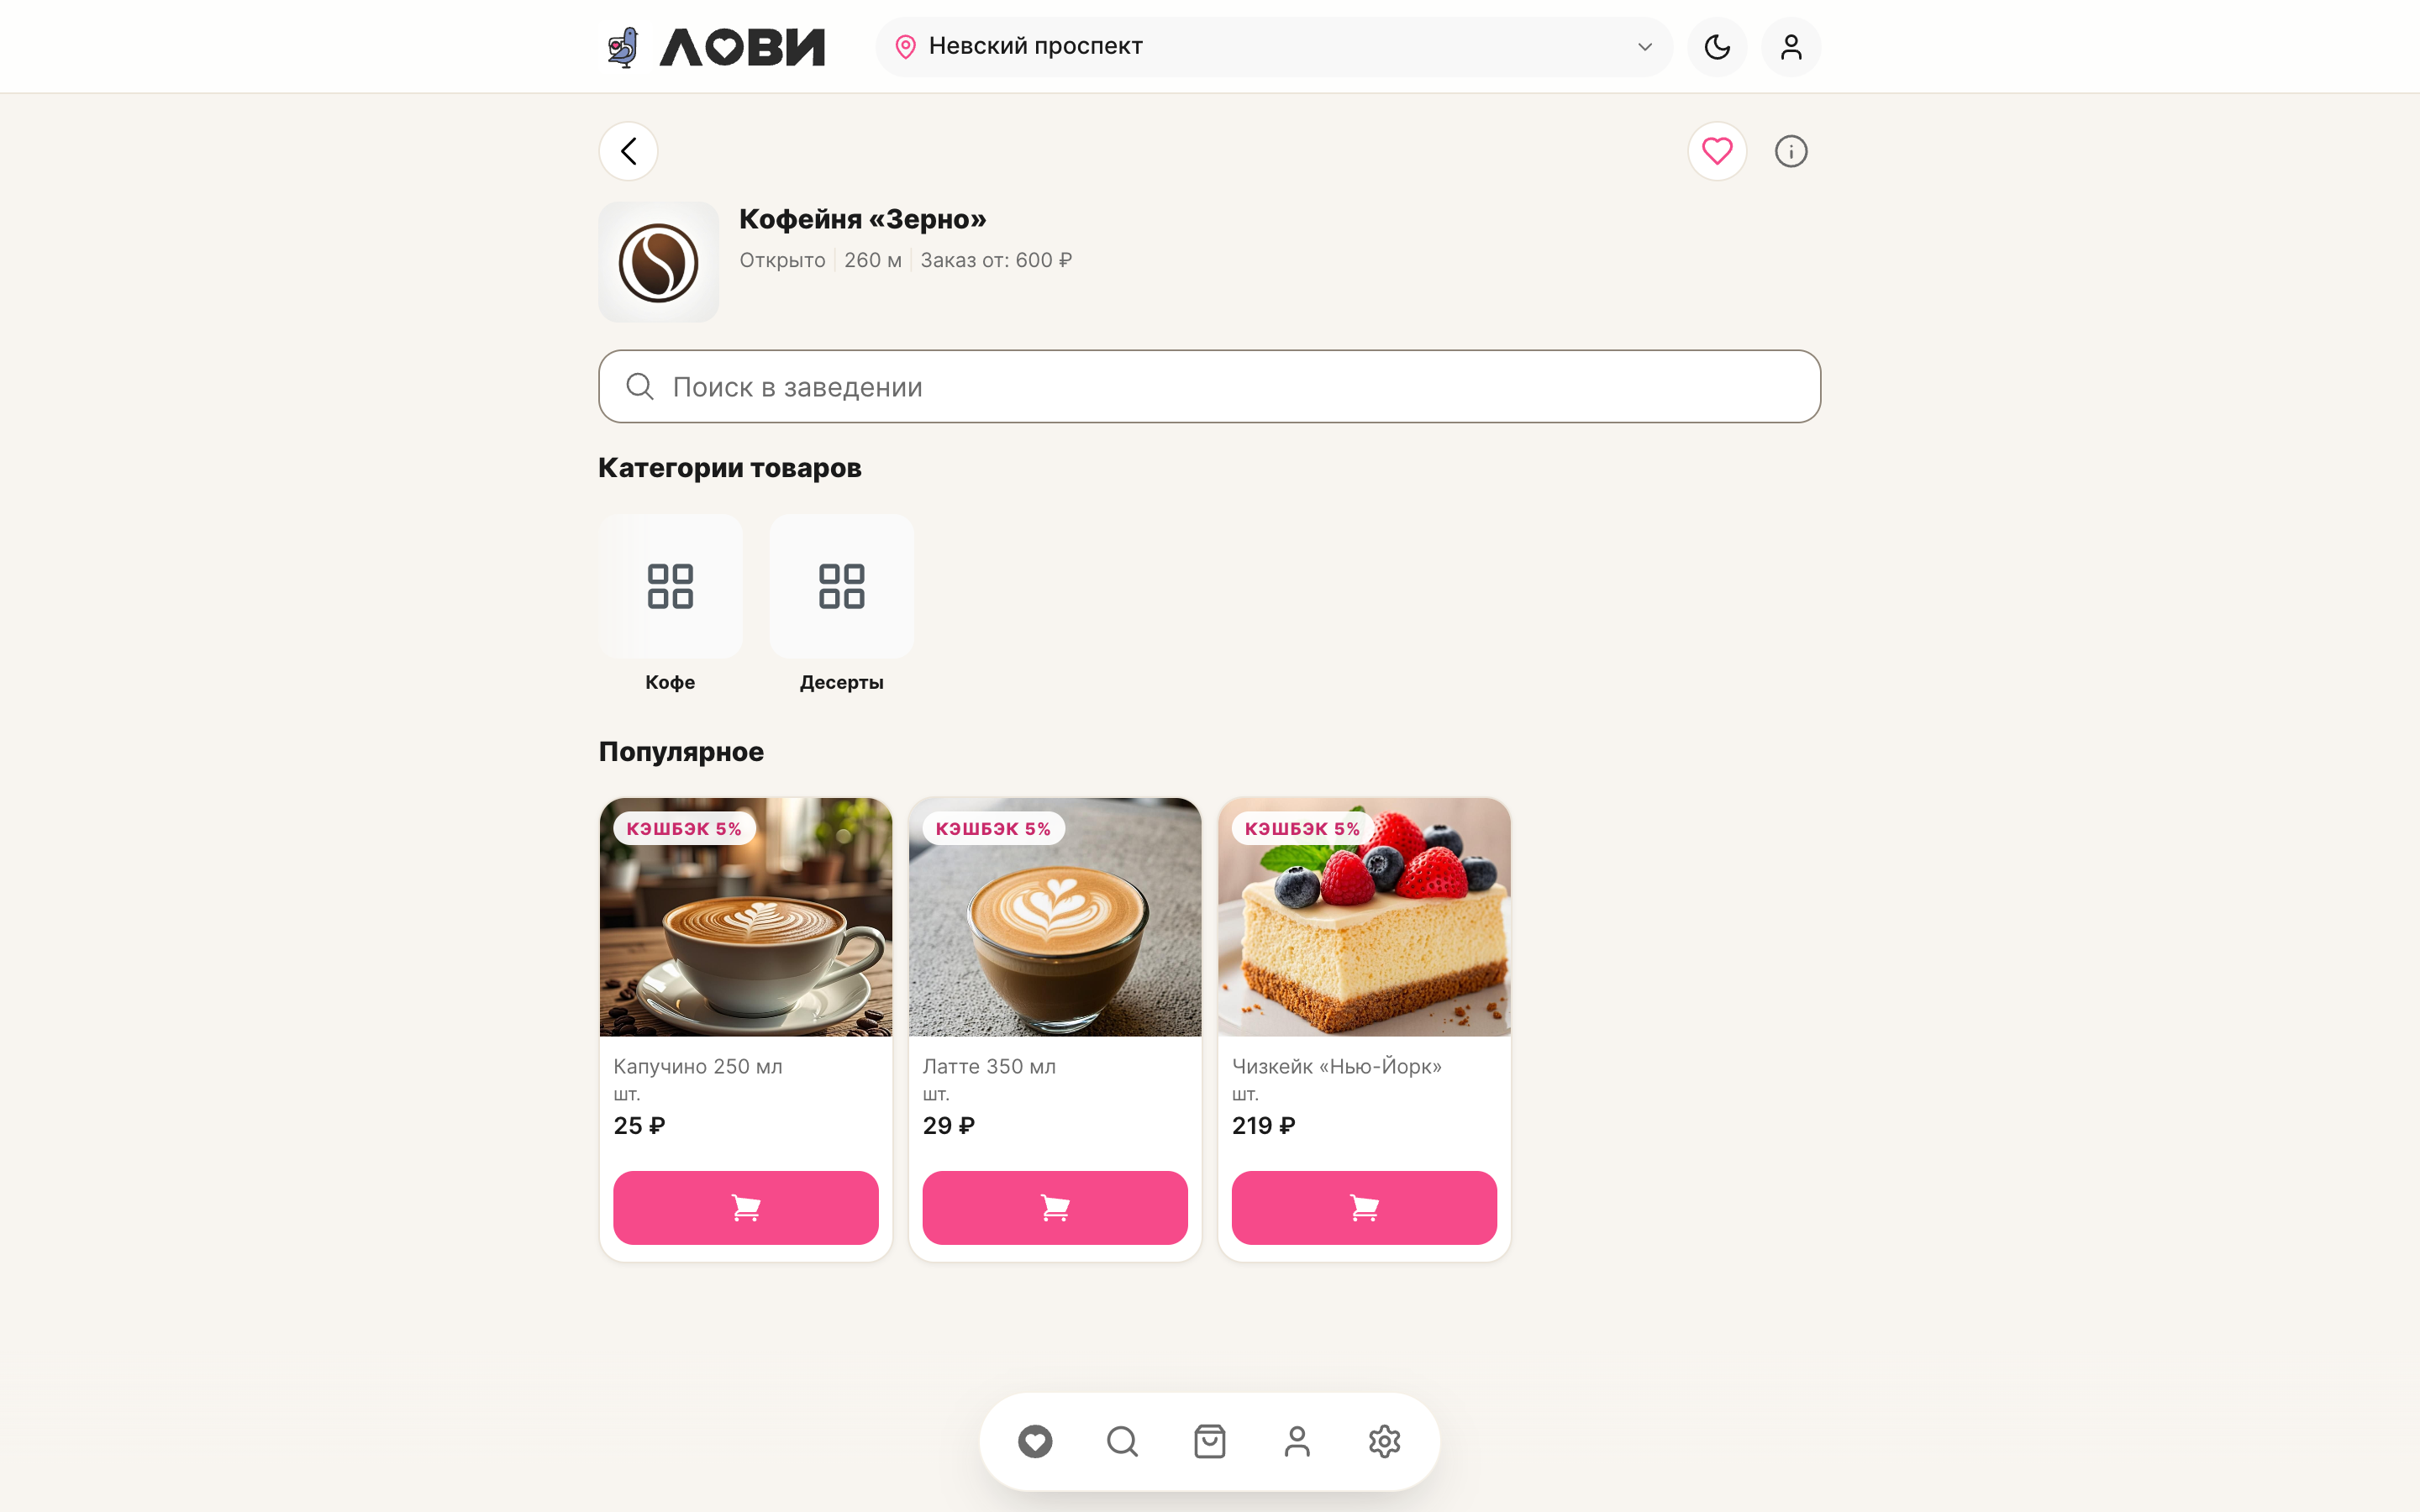 ЛОВИ
Невский проспект
Кофейня «Зерно»
Открыто 260 м Заказ от: 600 ₽
Поиск в заведении
Категории товаров
Кофе Десерты
Популярное
КЭШБЭК 5% КЭШБЭК 5% КЭШБЭК 5%
Капучино 250 мл Латте 350 мл Чизкейк «Нью-Йорк»
шт. шт. шт.
25 ₽ 29 ₽ 219 ₽